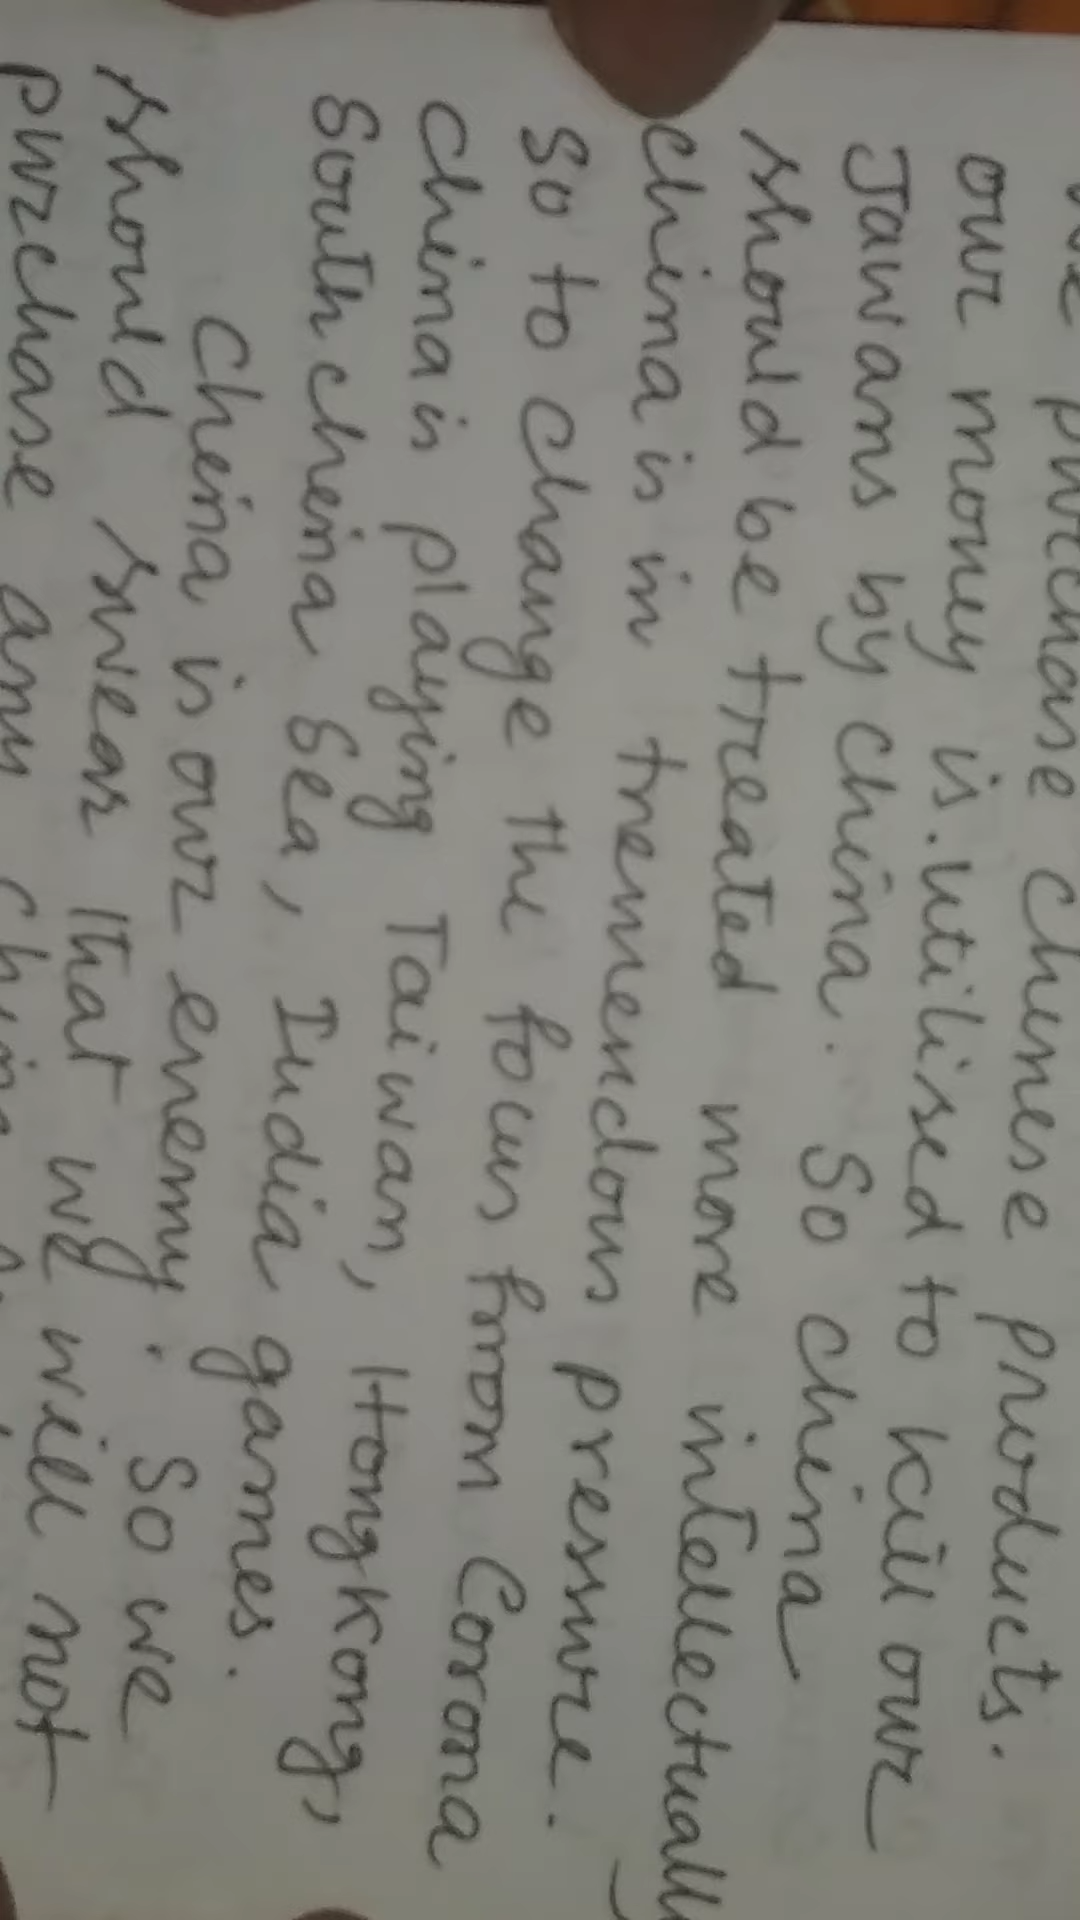 purchase Chinese products.
our money is utilised to kill our
Jawans by China. So China
should be treated more intellectually
China is in tremendous pressure.
So to change the focus from Corona
China is playing Taiwan, Hongkong,
South China Sea, India games.
China is our enemy. So we
should swear that we will not
purchase any